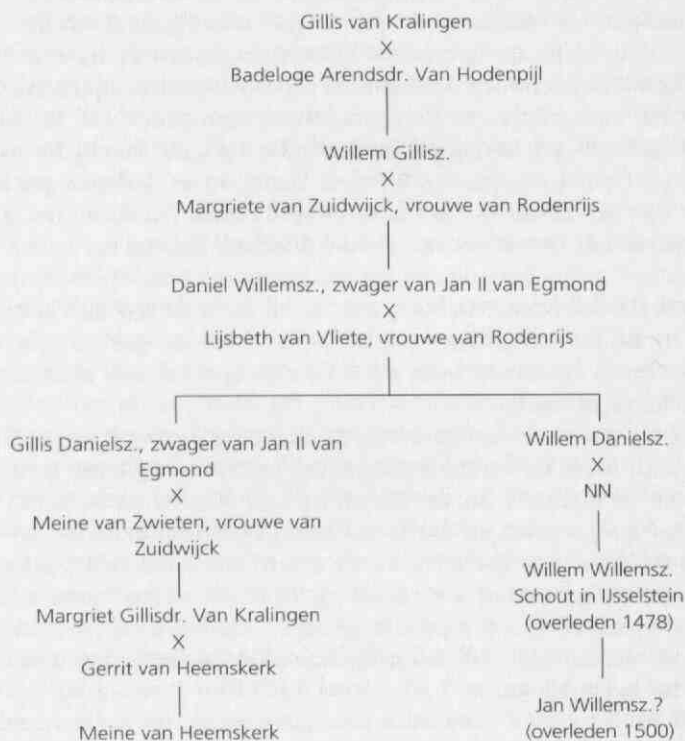 Gillis van Kralingen
X
Badeloge Arendsdr. Van Hodenpijl
Willem Gillisz.
X
Margriete van Zuidwijck, vrouwe van Rodenrijs
Daniel Willemsz., zwager van Jan II van Egmond
X
Lijsbeth van Vliete, vrouwe van Rodenrijs
Gillis Danielsz., zwager van Jan II van
Egmond
X
Meine van Zwieten, vrouwe van
Zuidwijck
Margriet Gillisdr. Van Kralingen
X
Gerrit van Heemskerk
Meine van Heemskerk
Willem Danielsz.
X
NN
Willem Willemsz.
Schout in IJsselstein
(overleden 1478)
Jan Willemsz.?
(overleden 1500)